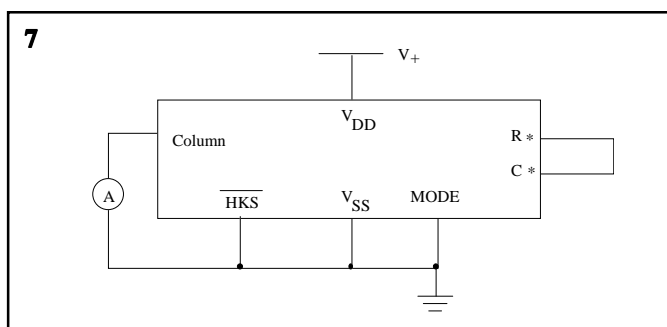 7
V+
VDD
Column
R *
C *
A
HKS
VSS
MODE